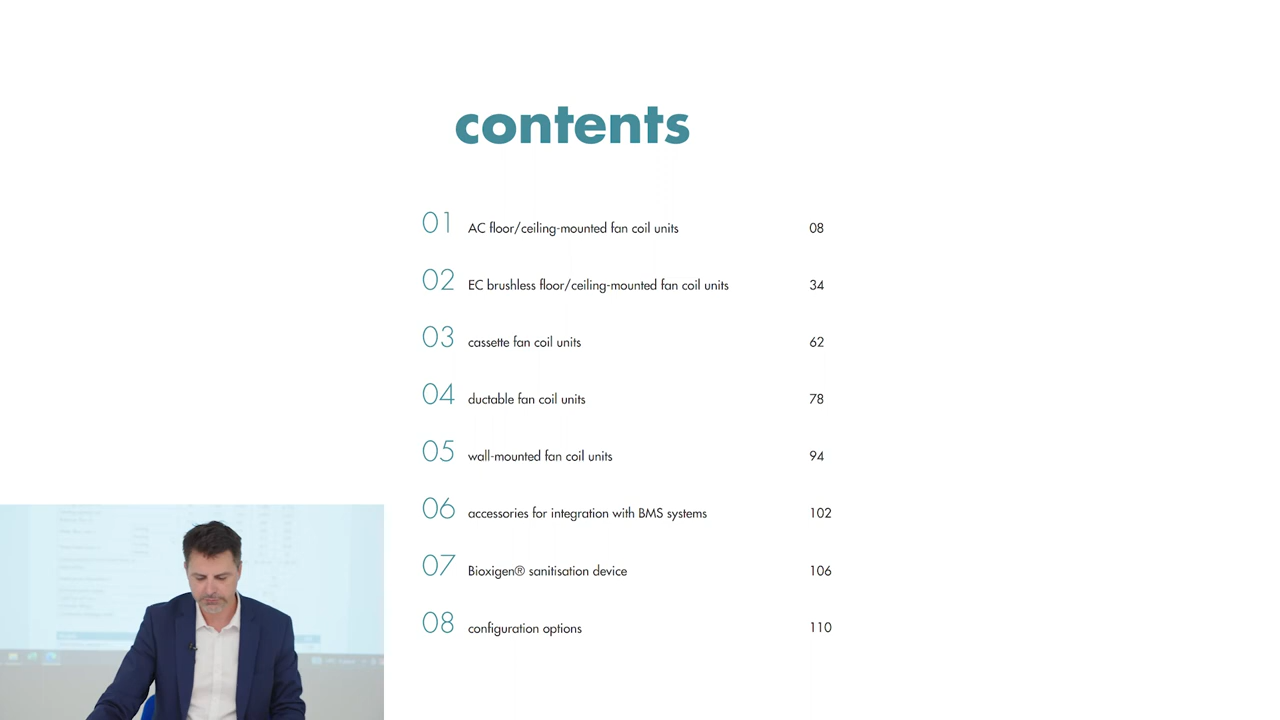 contents
01 AC floor/ceiling-mounted fan coil units 08
02 EC brushless floor/ceiling-mounted fan coil units 34
03 cassette fan coil units 62
04 ductable fan coil units 78
05 wall-mounted fan coil units 94
06 accessories for integration with BMS systems 102
07 Bioxigen® sanitisation device 106
08 configuration options 110